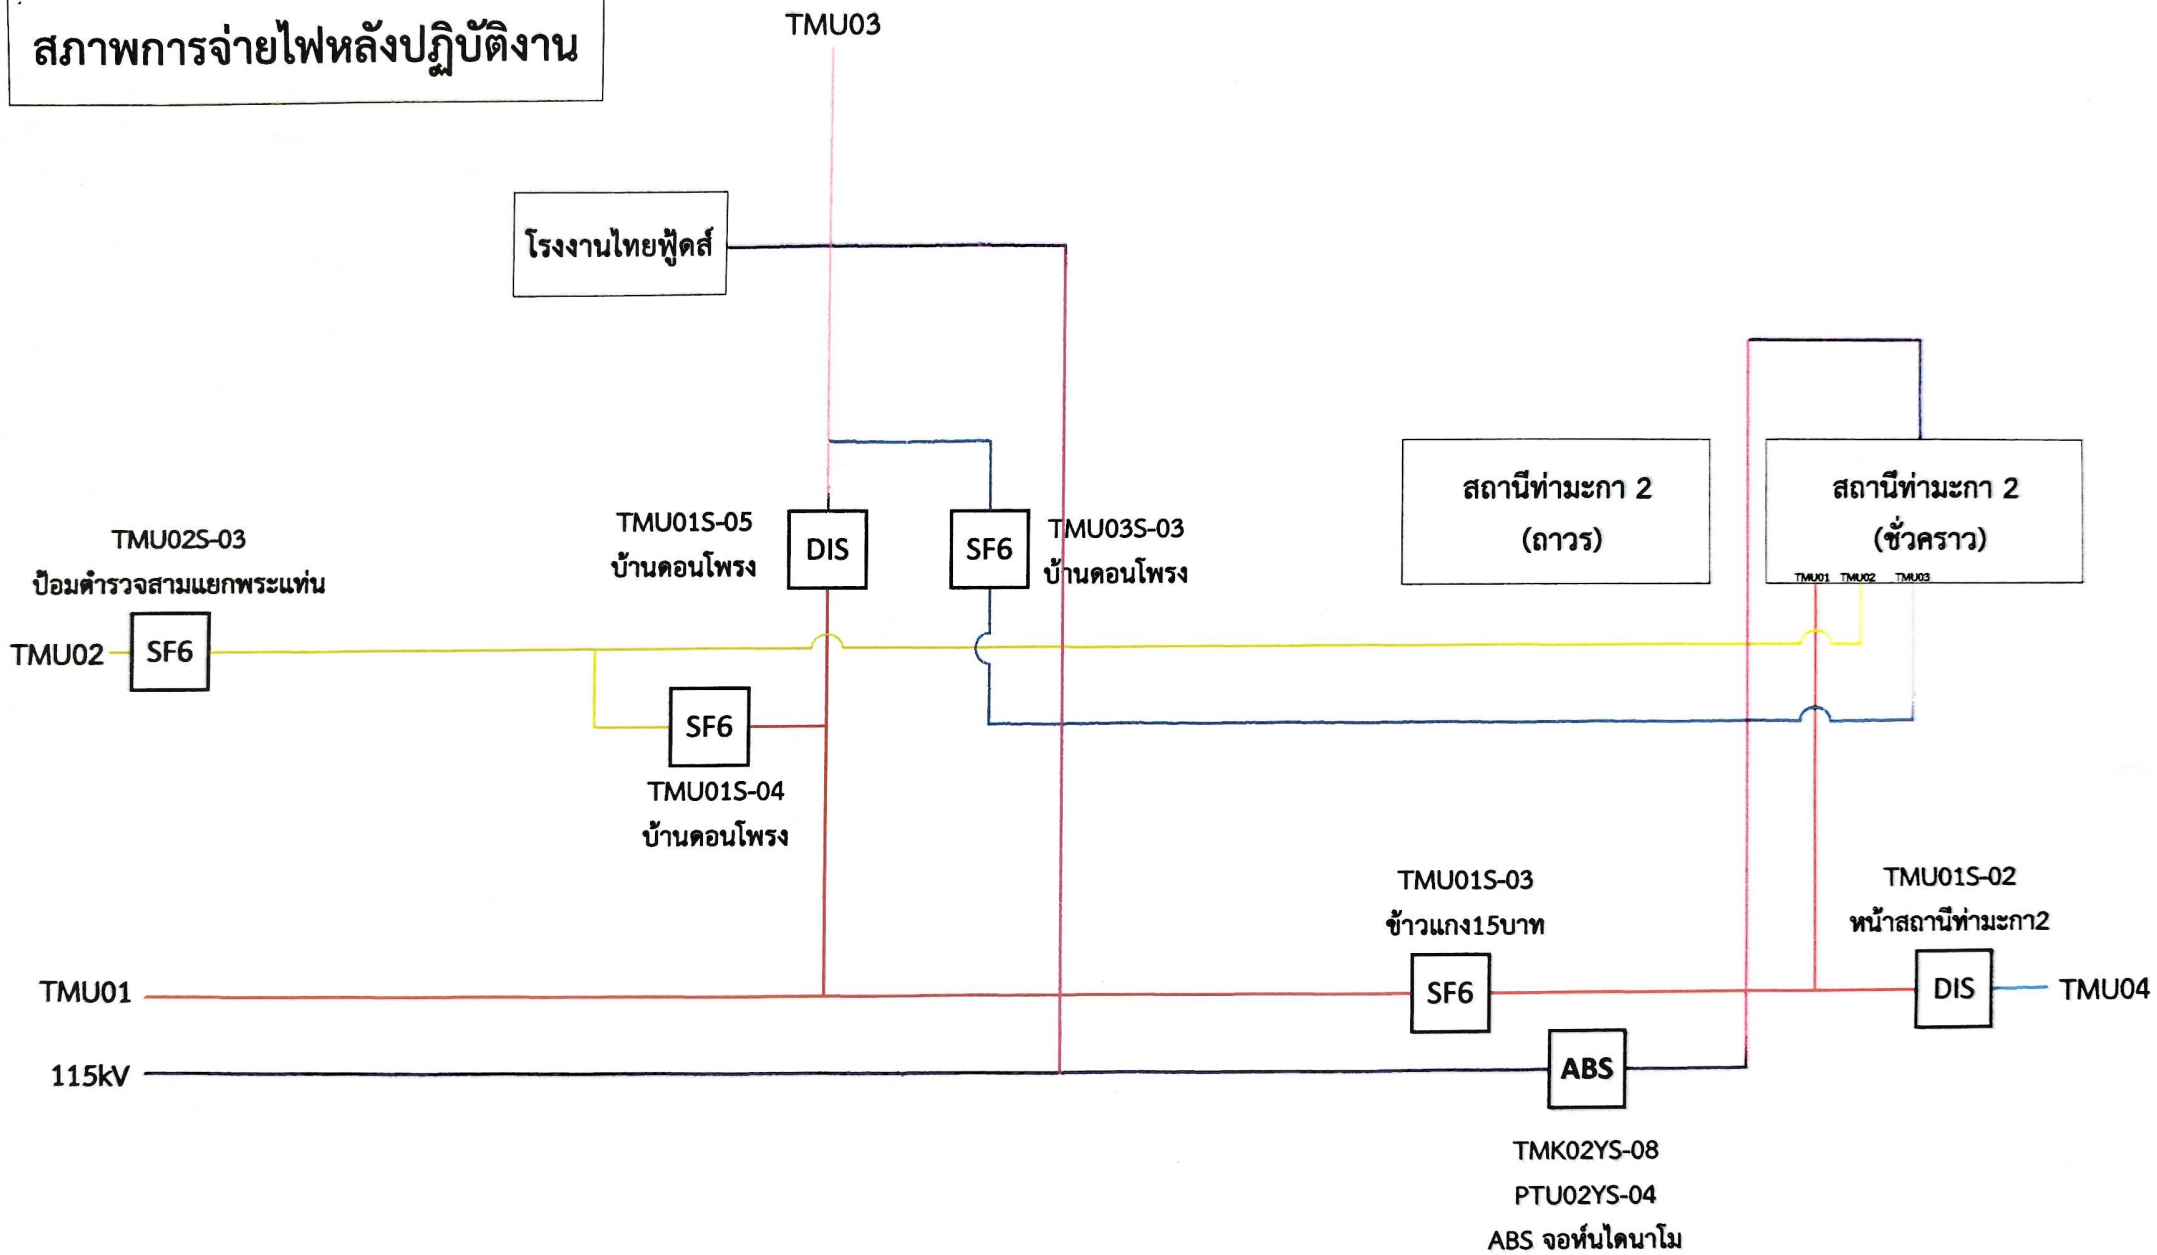 สภาพการจ่ายไฟหลังปฏิบัติงาน
TMU03
โรงงานไทยฟู้ดส์
สถานีท่ามะกา 2
(ถาวร)
สถานีท่ามะกา 2
(ชั่วคราว)
TMU01 TMU02 TMU03
TMU02S-03
ป้อมตำรวจสามแยกพระแท่น
TMU02
SF6
TMU01S-05
บ้านดอนโพรง
DIS
SF6
TMU03S-03
บ้านดอนโพรง
SF6
TMU01S-04
บ้านดอนโพรง
TMU01S-03
ข้าวแกง15บาท
SF6
TMU01S-02
หน้าสถานีท่ามะกา2
DIS
TMU04
TMU01
115kV
ABS
TMK02YS-08
PTU02YS-04
ABS จอห์นไดนาโม